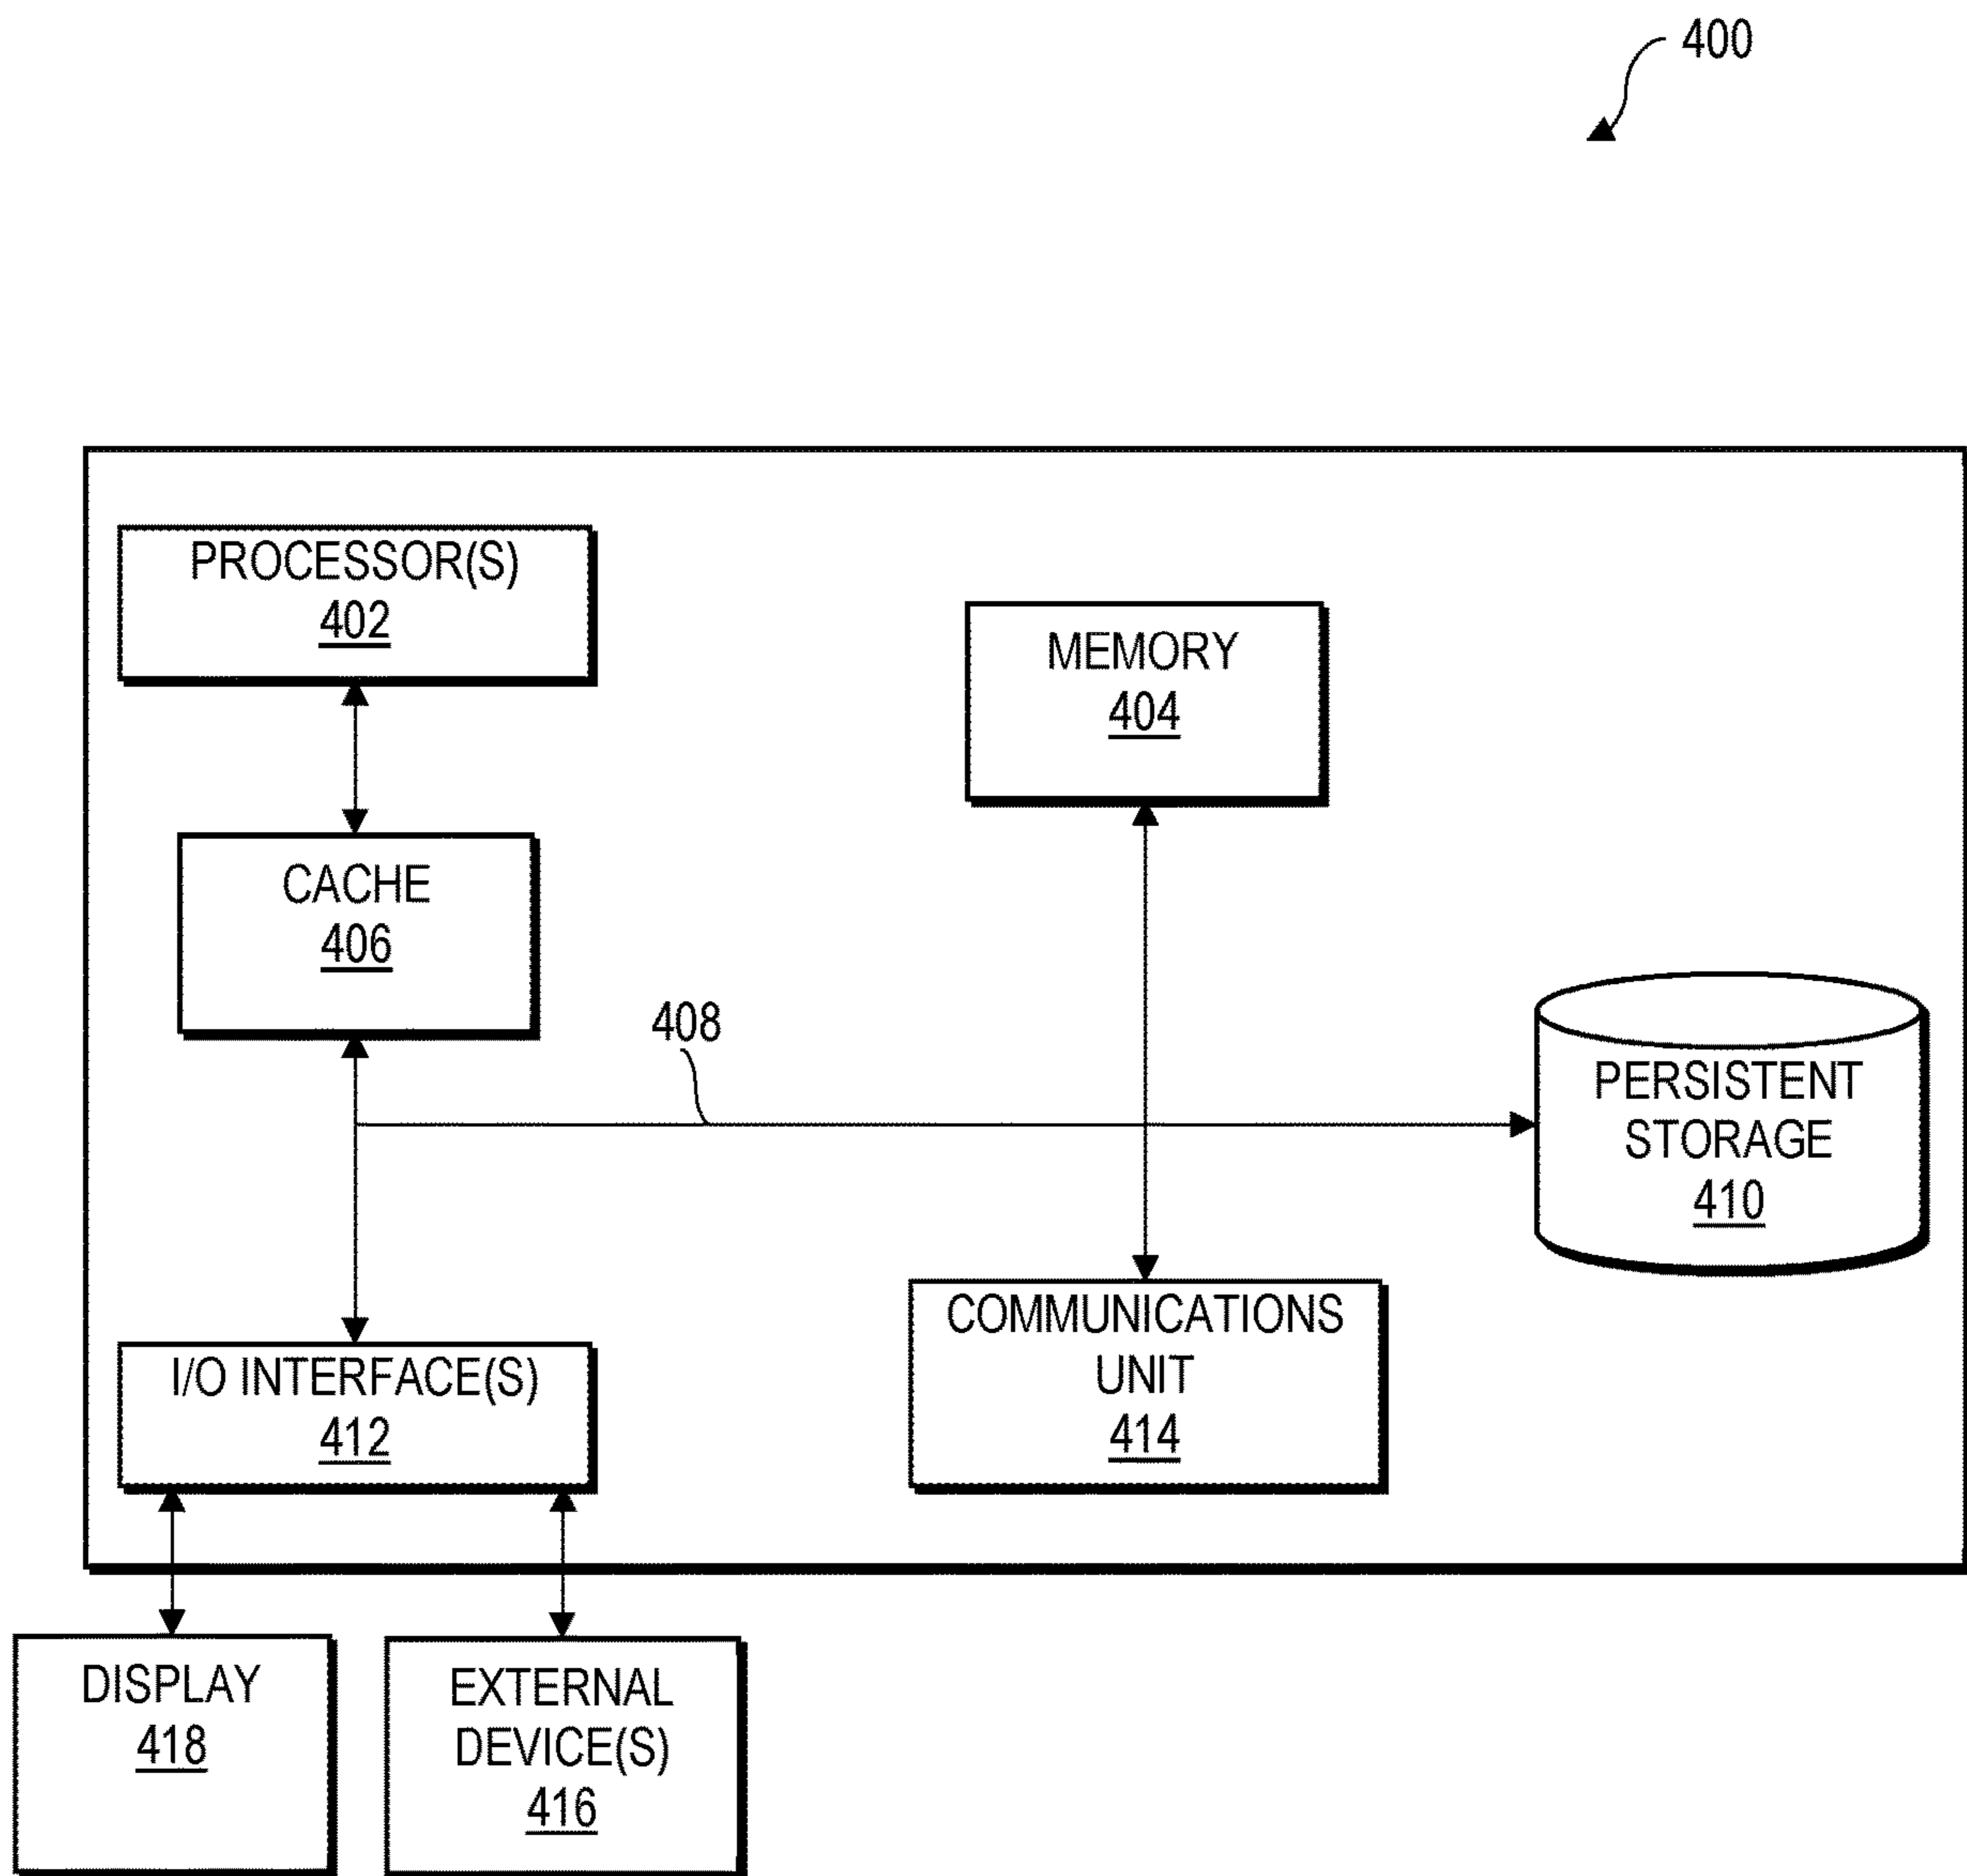 400
PROCESSOR(S)
402
MEMORY
404
CACHE
406
408
PERSISTENT
STORAGE
410
COMMUNICATIONS
UNIT
414
I/O INTERFACE(S)
412
DISPLAY
418
EXTERNAL
DEVICE(S)
416